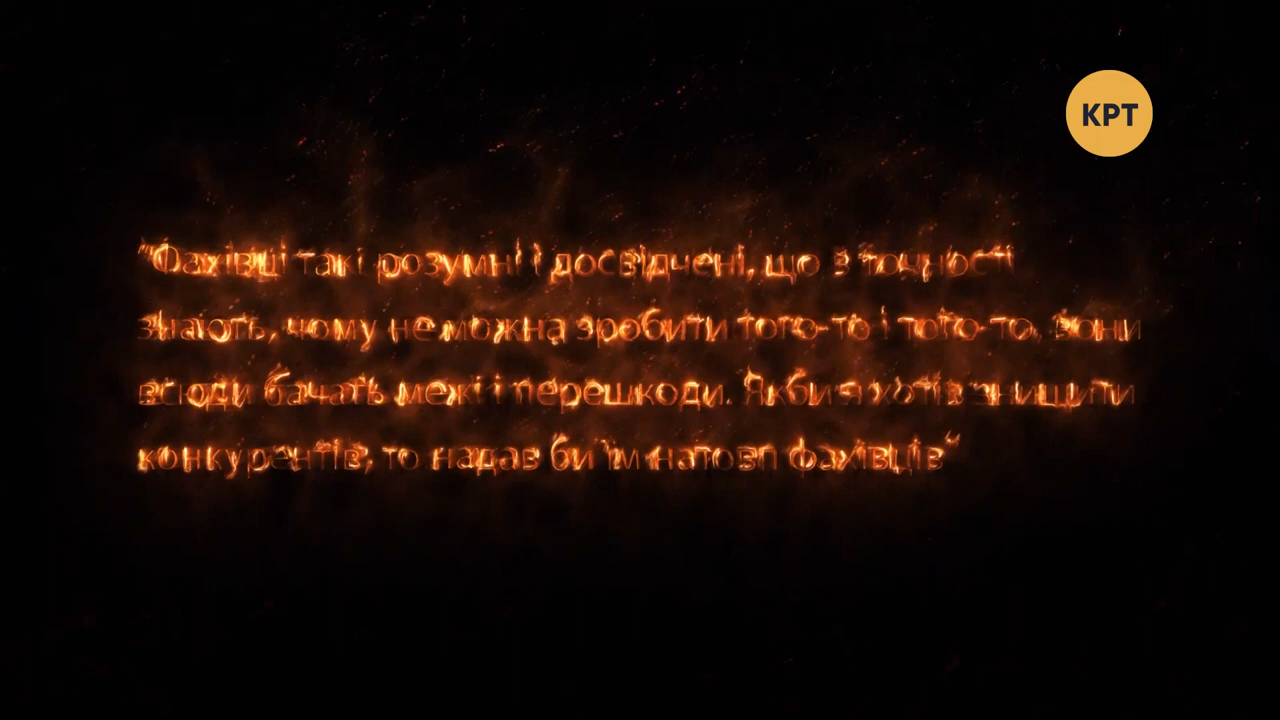 КРТ
"Фахівці такі розумні і досвідчені, що в точності
знають, чому не можна зробити того-то і того-то, вони
всюди бачать межі і перешкоди. Якби я хотів знищити
конкурентів, то надав би їм натовп фахівців"